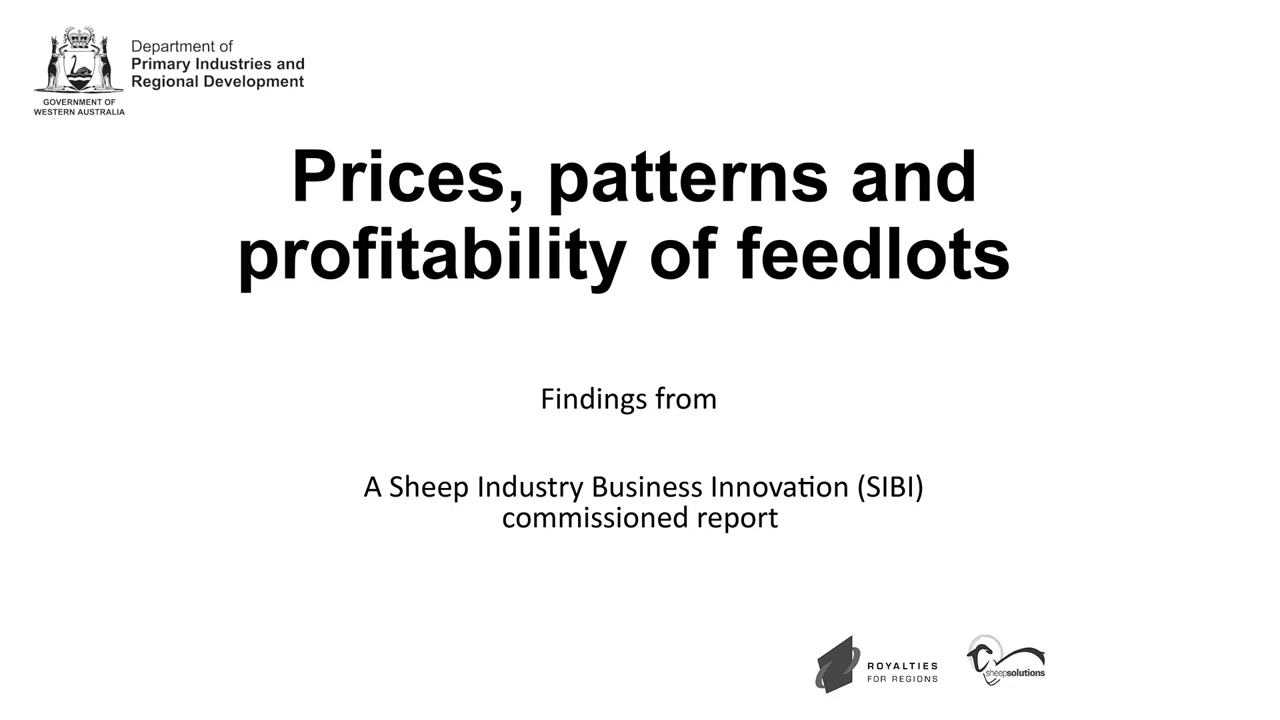 Department of
Primary Industries and
Regional Development
GOVERNMENT OF
WESTERN AUSTRALIA
Prices, patterns and
profitability of feedlots
Findings from
A Sheep Industry Business Innovation (SIBI)
commissioned report
ROYALTIES
FOR REGIONS
sheepsolutions